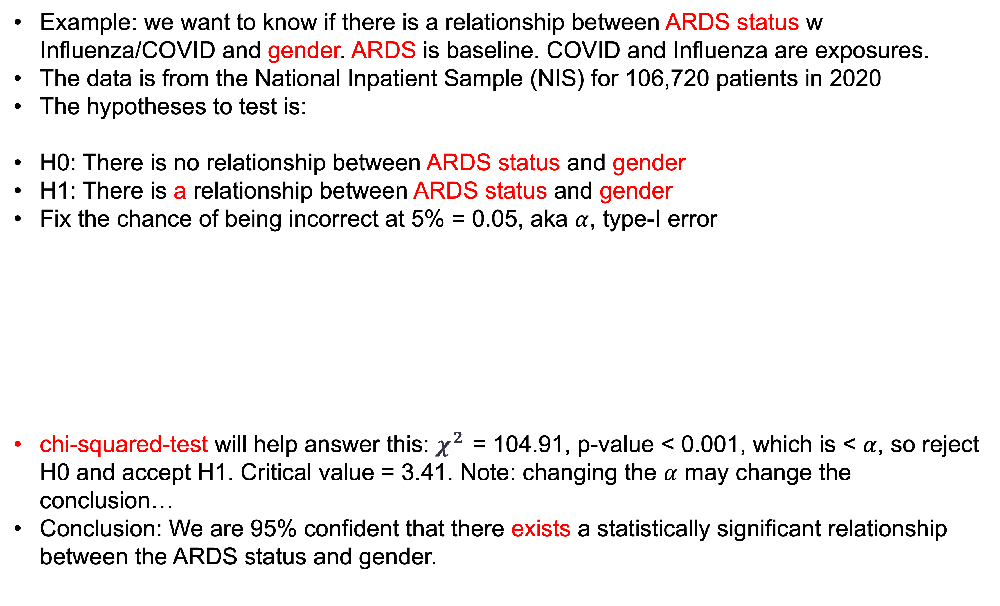 • Example: we want to know if there is a relationship between ARDS status w
Influenza/COVID and gender. ARDS is baseline. COVID and Influenza are exposures.
• The data is from the National Inpatient Sample (NIS) for 106,720 patients in 2020
• The hypotheses to test is:
• H0: There is no relationship between ARDS status and gender
• H1: There is a relationship between ARDS status and gender
• Fix the chance of being incorrect at 5% = 0.05, aka α, type-I error
• chi-squared-test will help answer this: χ² = 104.91, p-value < 0.001, which is < α, so reject
H0 and accept H1. Critical value = 3.41. Note: changing the α may change the
conclusion…
• Conclusion: We are 95% confident that there exists a statistically significant relationship
between the ARDS status and gender.